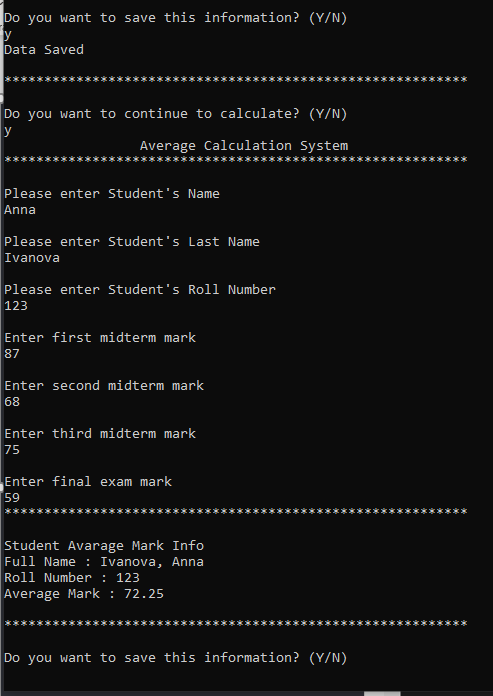 Do you want to save this information? (Y/N)
y
Data Saved
**********************************************************
Do you want to continue to calculate? (Y/N)
y
Average Calculation System
**********************************************************
Please enter Student's Name
Anna
Please enter Student's Last Name
Ivanova
Please enter Student's Roll Number
123
Enter first midterm mark
87
Enter second midterm mark
68
Enter third midterm mark
75
Enter final exam mark
59
**********************************************************
Student Avarage Mark Info
Full Name : Ivanova, Anna
Roll Number : 123
Average Mark : 72.25
**********************************************************
Do you want to save this information? (Y/N)